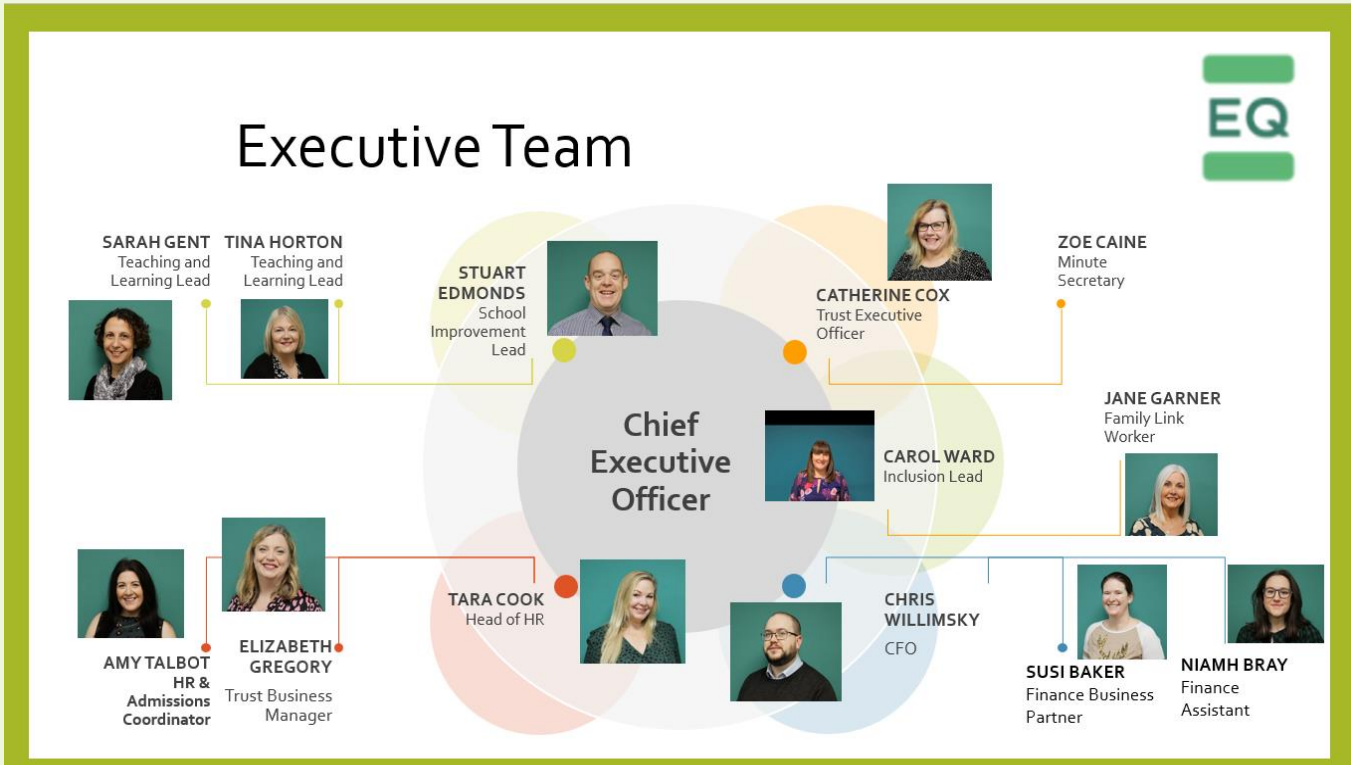 EQ
Executive Team
SARAH GENT
Teaching and
Learning Lead
TINA HORTON
Teaching and
Learning Lead
STUART
EDMONDS
School
Improvement
Lead
CATHERINE COX
Trust Executive
Officer
ZOE CAINE
Minute
Secretary
Chief
Executive
Officer
CAROL WARD
Inclusion Lead
JANE GARNER
Family Link
Worker
AMY TALBOT
HR &
Admissions
Coordinator
ELIZABETH
GREGORY
Trust Business
Manager
TARA COOK
Head of HR
CHRIS
WILLIMSKY
CFO
SUSI BAKER
Finance Business
Partner
NIAMH BRAY
Finance
Assistant